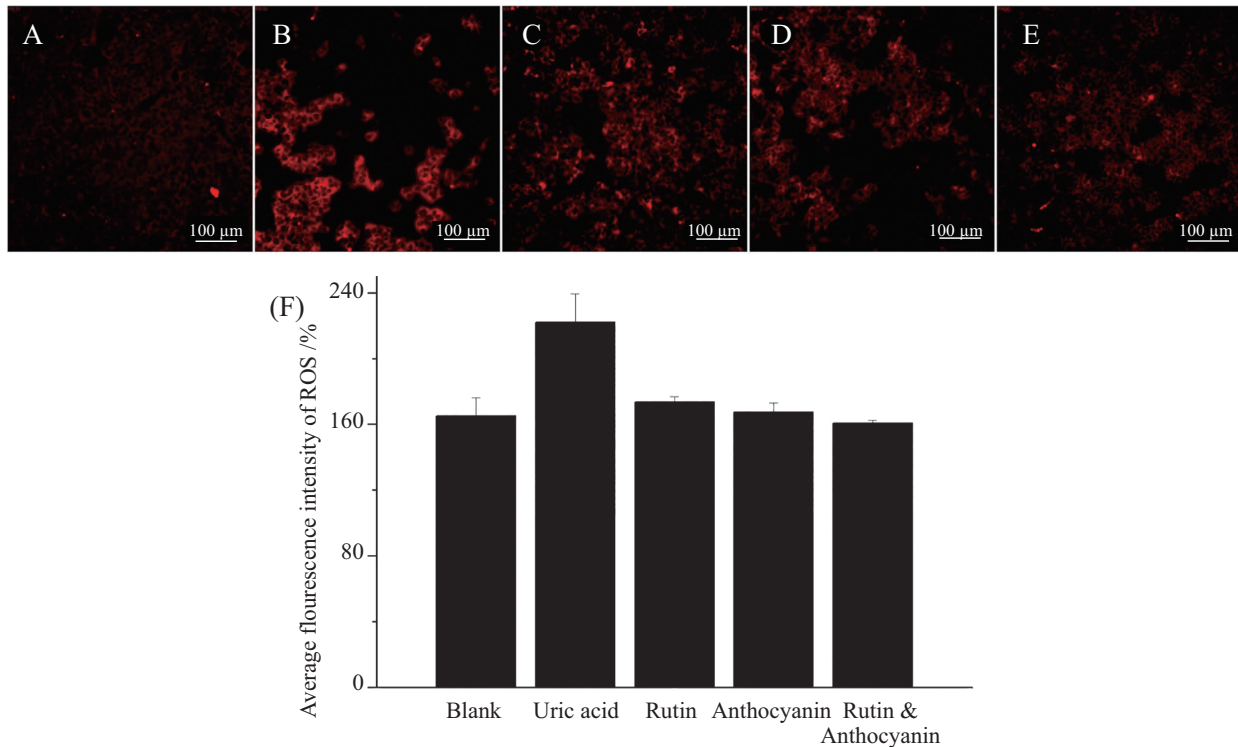 A B C D E
100 µm 100 µm 100 µm 100 µm 100 µm
(F)
Average flourescence intensity of ROS /%
240
160
80
0
Blank Uric acid Rutin Anthocyanin Rutin &
Anthocyanin